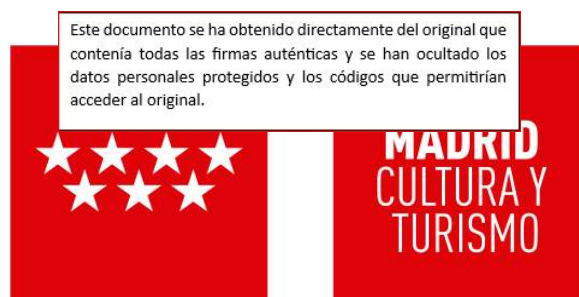 Este documento se ha obtenido directamente del original que
contenía todas las firmas auténticas y se han ocultado los
datos personales protegidos y los códigos que permitirían
acceder al original.
MADRID
CULTURA Y
TURISMO